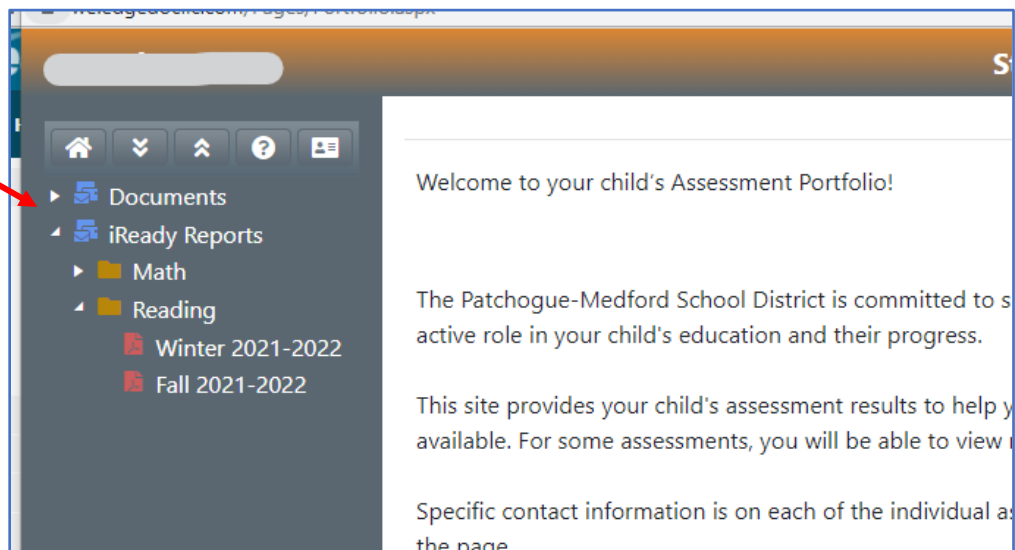 Documents
iReady Reports
Math
Reading
Winter 2021-2022
Fall 2021-2022
Welcome to your child's Assessment Portfolio!
The Patchogue-Medford School District is committed to s
active role in your child's education and their progress.
This site provides your child's assessment results to help y
available. For some assessments, you will be able to view
Specific contact information is on each of the individual as
the page